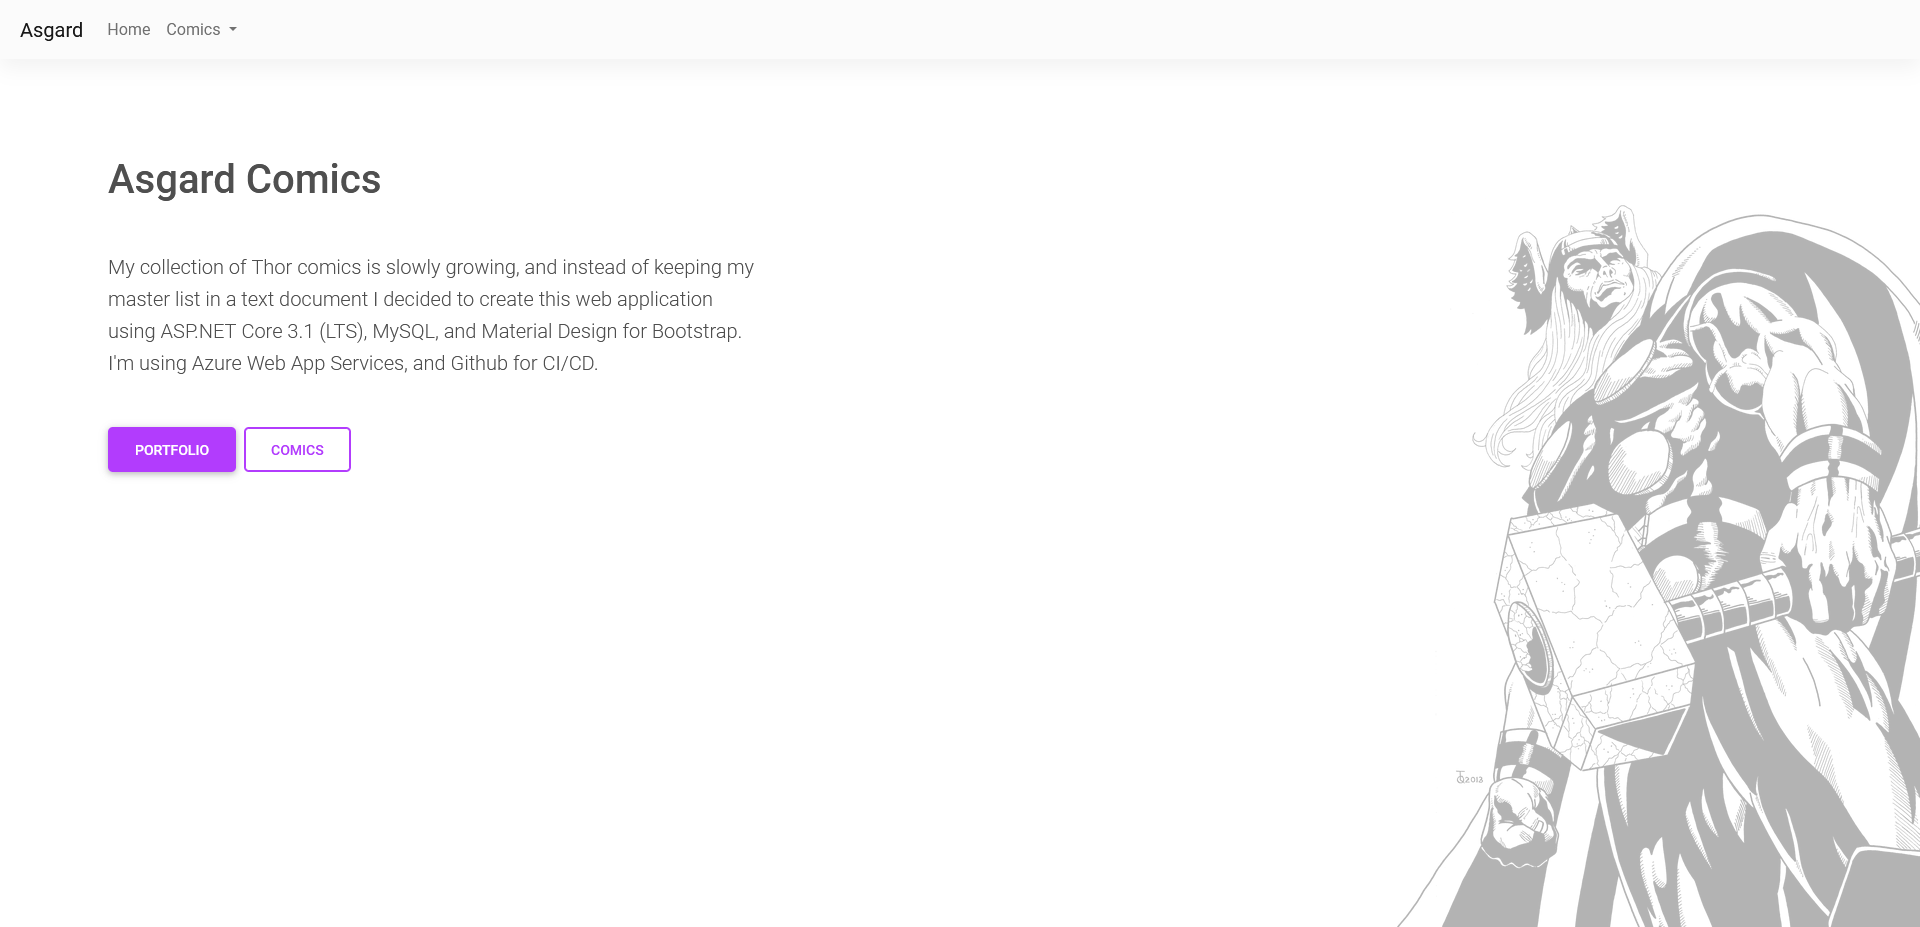 Asgard Home Comics
Asgard Comics
My collection of Thor comics is slowly growing, and instead of keeping my
master list in a text document I decided to create this web application
using ASP.NET Core 3.1 (LTS), MySQL, and Material Design for Bootstrap.
I'm using Azure Web App Services, and Github for CI/CD.
PORTFOLIO COMICS